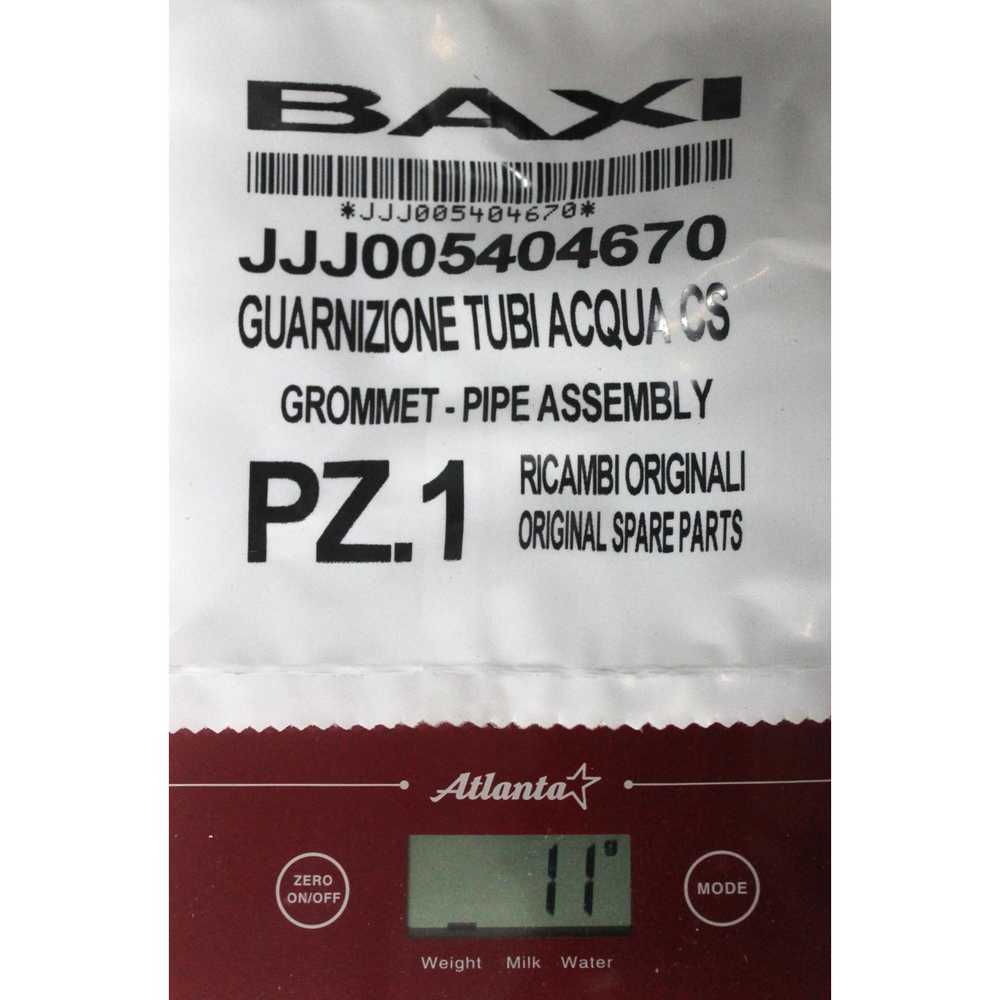 BAXI
*JJJ005404670*
JJJ005404670
GUARNIZIONE TUBI ACQUA CS
GROMMET - PIPE ASSEMBLY
PZ.1
RICAMBI ORIGINALI
ORIGINAL SPARE PARTS
Atlanta
ZERO
ON/OFF
11 g
MODE
Weight Milk Water